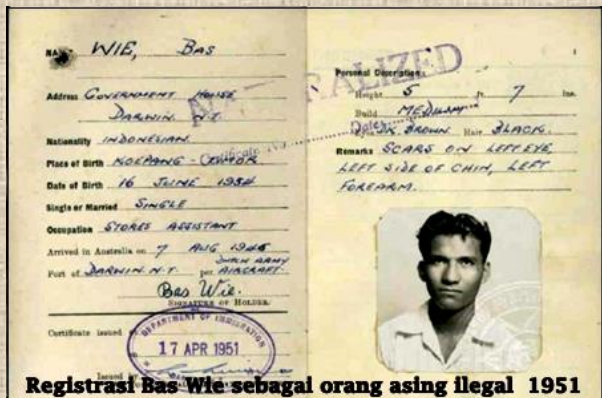 WIE, BAS
Address GOVERNMENT HOUSE
DARWIN. N.T.
Nationality INDONESIAN.
Place of Birth KOEPANG - TIMOR
Date of Birth 16 JUNE 1934
Single or Married SINGLE
Occupation STORES ASSISTANT
Arrived in Australia on 7 AUG 1946
Port of DARWIN. N.T. per DUTCH ARMY AIRCRAFT.
Bas Wie.
SIGNATURE OF HOLDER.
Certificate issued
DEPARTMENT OF IMMIGRATION
17 APR 1951
Issued by
1
Personal Description:
Height 5 ft. 7 Ins.
Build MEDIUM
DK. BROWN Hair BLACK.
Remarks SCARS ON LEFT EYE,
LEFT SIDE OF CHIN, LEFT
FOREARM.
Registrasi Bas Wie sebagai orang asing ilegal 1951